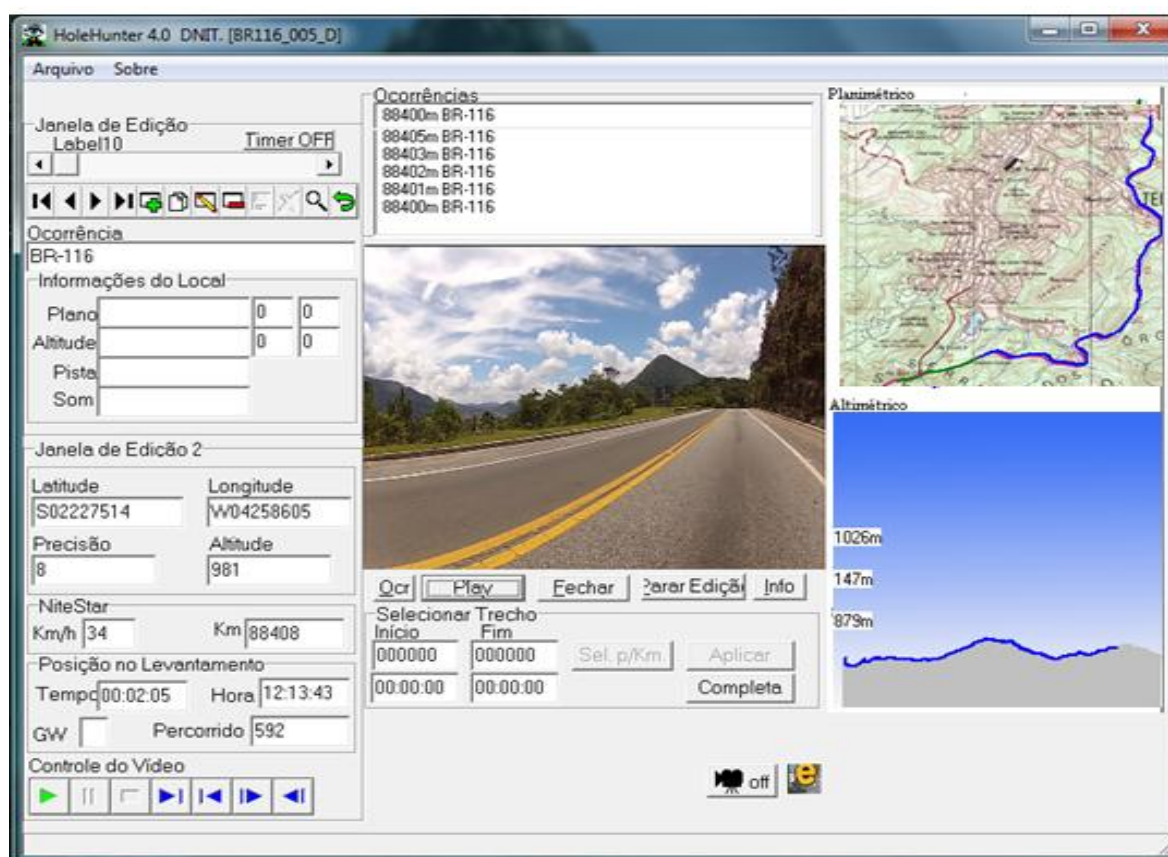 HoleHunter 4.0 DNIT. [BR116_005_D]
Arquivo Sobre
Janela de Edição
Label10 Timer OFF
Ocorrência
BR-116
Informações do Local
Plano 0 0
Altitude 0 0
Pista
Som
Janela de Edição 2
Latitude Longitude
S02227514 W04258605
Precisão Altitude
8 981
NiteStar
Km/h 34 Km 88408
Posição no Levantamento
Tempo 00:02:05 Hora 12:13:43
GW Percorrido 592
Controle do Vídeo
Ocorrências
88400m BR-116
88405m BR-116
88403m BR-116
88402m BR-116
88401m BR-116
88400m BR-116
Ocr Play Fechar Parar Edição Info
Selecionar Trecho
Início Fim
000000 000000 Sel. p/Km. Aplicar
00:00:00 00:00:00 Completa
off
Planimétrico
TE
Altimétrico
1026m
147m
879m